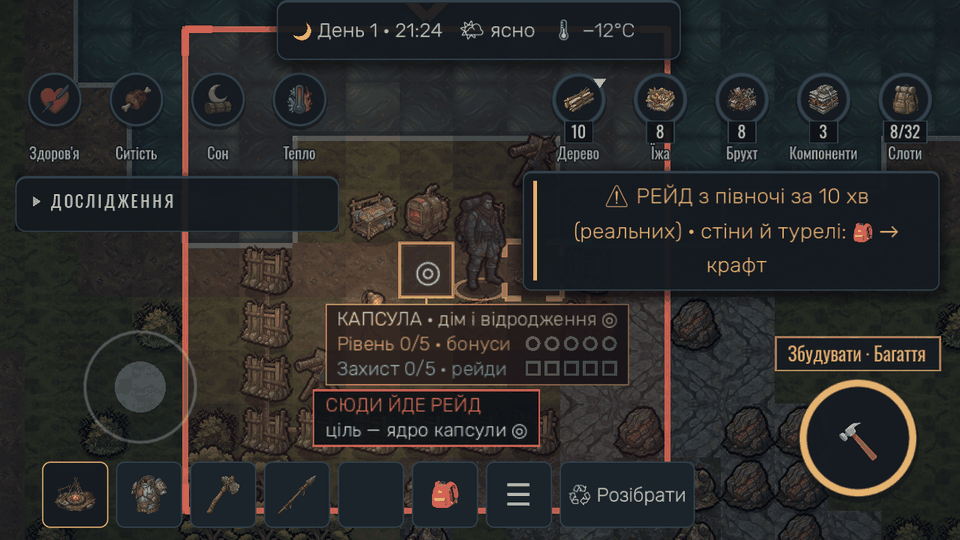 День 1 • 21:24 ясно −12°C
Здоров'я
Ситість
Сон
Тепло
10
Дерево
8
Їжа
8
Брухт
3
Компоненти
8/32
Слоти
ДОСЛІДЖЕННЯ
⚠ РЕЙД з півночі за 10 хв
(реальних) • стіни й турелі: 🎒 →
крафт
КАПСУЛА • дім і відродження ◎
Рівень 0/5 • бонуси ○○○○○
Захист 0/5 • рейди □□□□□
СЮДИ ЙДЕ РЕЙД
ціль — ядро капсули ◎
Збудувати · Багаття
Розібрати